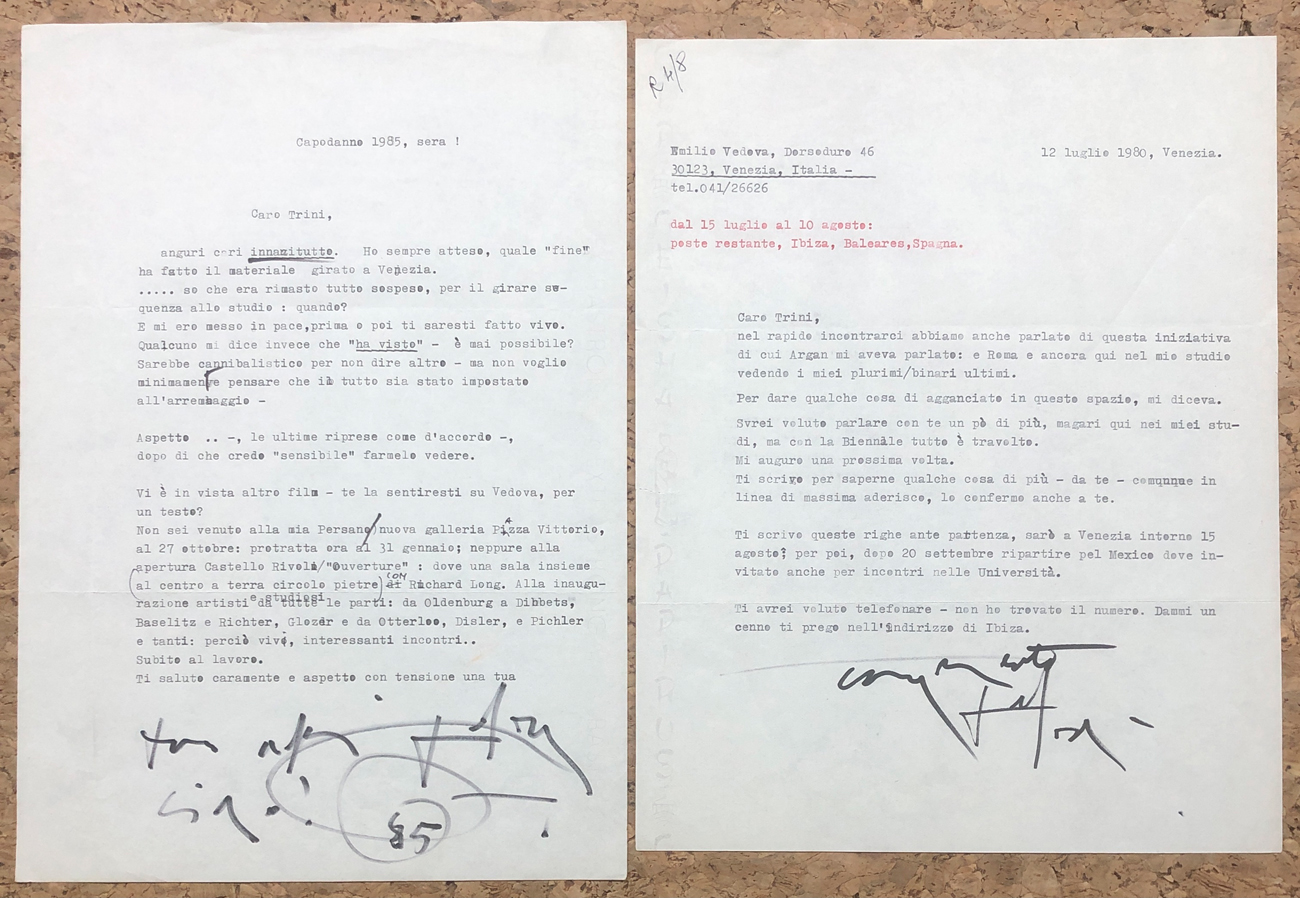 Capodanno 1985, sera !
Caro Trini,
anguri cari innazitutto. Ho sempre atteso, quale "fine"
ha fatto il materiale girato a Venezia.
..... so che era rimasto tutto sospeso, per il girare se-
quenza allo studio : quando?
E mi ero messo in pace,prima o poi ti saresti fatto vivo.
Qualcuno mi dice invece che "ha visto" - è mai possibile?
Sarebbe cannibalistico per non dire altro - ma non voglio
minimamente pensare che il tutto sia stato impostato
all'arrembaggio -
Aspetto .. -, le ultime riprese come d'accordo -,
dopo di che credo "sensibile" farmelo vedere.
Vi è in vista altro film - te la sentiresti su Vedova, per
un testo?
Non sei venuto alla mia Persano/nuova galleria Piazza Vittorio,
al 27 ottobre: protratta ora al 31 gennaio; neppure alla
apertura Castello Rivoli/"Ouverture" : dove una sala insieme
(al centro a terra circolo pietre) con Richard Long. Alla inaugu-
e studiosi
razione artisti da tutte le parti: da Oldenburg a Dibbets,
Baselitz e Richter, Glozer e da Otterloo, Disler, e Pichler
e tanti: perciò vivi, interessanti incontri..
Subito al lavoro.
Ti saluto caramente e aspetto con tensione una tua
85
R 4/8
Emilio Vedova, Dorsoduro 46
30123, Venezia, Italia -
tel.041/26626
12 luglio 1980, Venezia.
dal 15 luglio al 10 agosto:
poste restante, Ibiza, Baleares,Spagna.
Caro Trini,
nel rapido incontrarci abbiamo anche parlato di questa iniziativa
di cui Argan mi aveva parlato: e Roma e ancora qui nel mio studio
vedendo i miei plurimi/binari ultimi.
Per dare qualche cosa di agganciato in questo spazio, mi diceva.
Svrei voluto parlare con te un pò di più, magari qui nei miei stu-
di, ma con la Biennale tutto è travolto.
Mi auguro una prossima volta.
Ti scrivo per saperne qualche cosa di più - da te - comunque in
linea di massima aderisco, lo confermo anche a te.
Ti scrivo queste righe ante partenza, sarò a Venezia intorno 15
agosto? per poi, dopo 20 settembre ripartire pel Mexico dove in-
vitato anche per incontri nelle Università.
Ti avrei voluto telefonare - non ho trovato il numero. Dammi un
cenno ti prego nell'indirizzo di Ibiza.